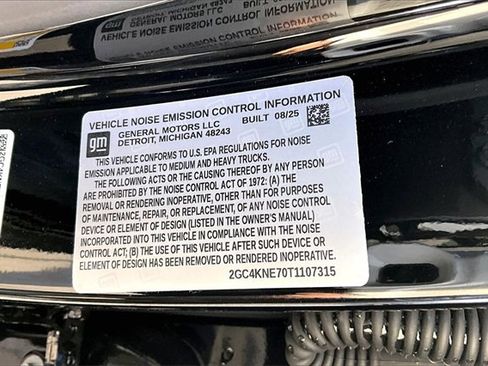 VEHICLE NOISE EMISSION CONTROL INFORMATION
gm
GENERAL MOTORS LLC BUILT 08/25
DETROIT, MICHIGAN 48243
THIS VEHICLE CONFORMS TO U.S. EPA REGULATIONS FOR NOISE
EMISSION APPLICABLE TO MEDIUM AND HEAVY TRUCKS.
THE FOLLOWING ACTS OR THE CAUSING THEREOF BY ANY PERSON
ARE PROHIBITED BY THE NOISE CONTROL ACT OF 1972: (A) THE
REMOVAL OR RENDERING INOPERATIVE, OTHER THAN FOR PURPOSES
OF MAINTENANCE, REPAIR, OR REPLACEMENT, OF ANY NOISE CONTROL
DEVICE OR ELEMENT OF DESIGN (LISTED IN THE OWNER'S MANUAL)
INCORPORATED INTO THIS VEHICLE IN COMPLIANCE WITH THE NOISE
CONTROL ACT; (B) THE USE OF THIS VEHICLE AFTER SUCH DEVICE OR
ELEMENT OF DESIGN HAS BEEN REMOVED OR RENDERED INOPERATIVE.
2GC4KNE70T1107315